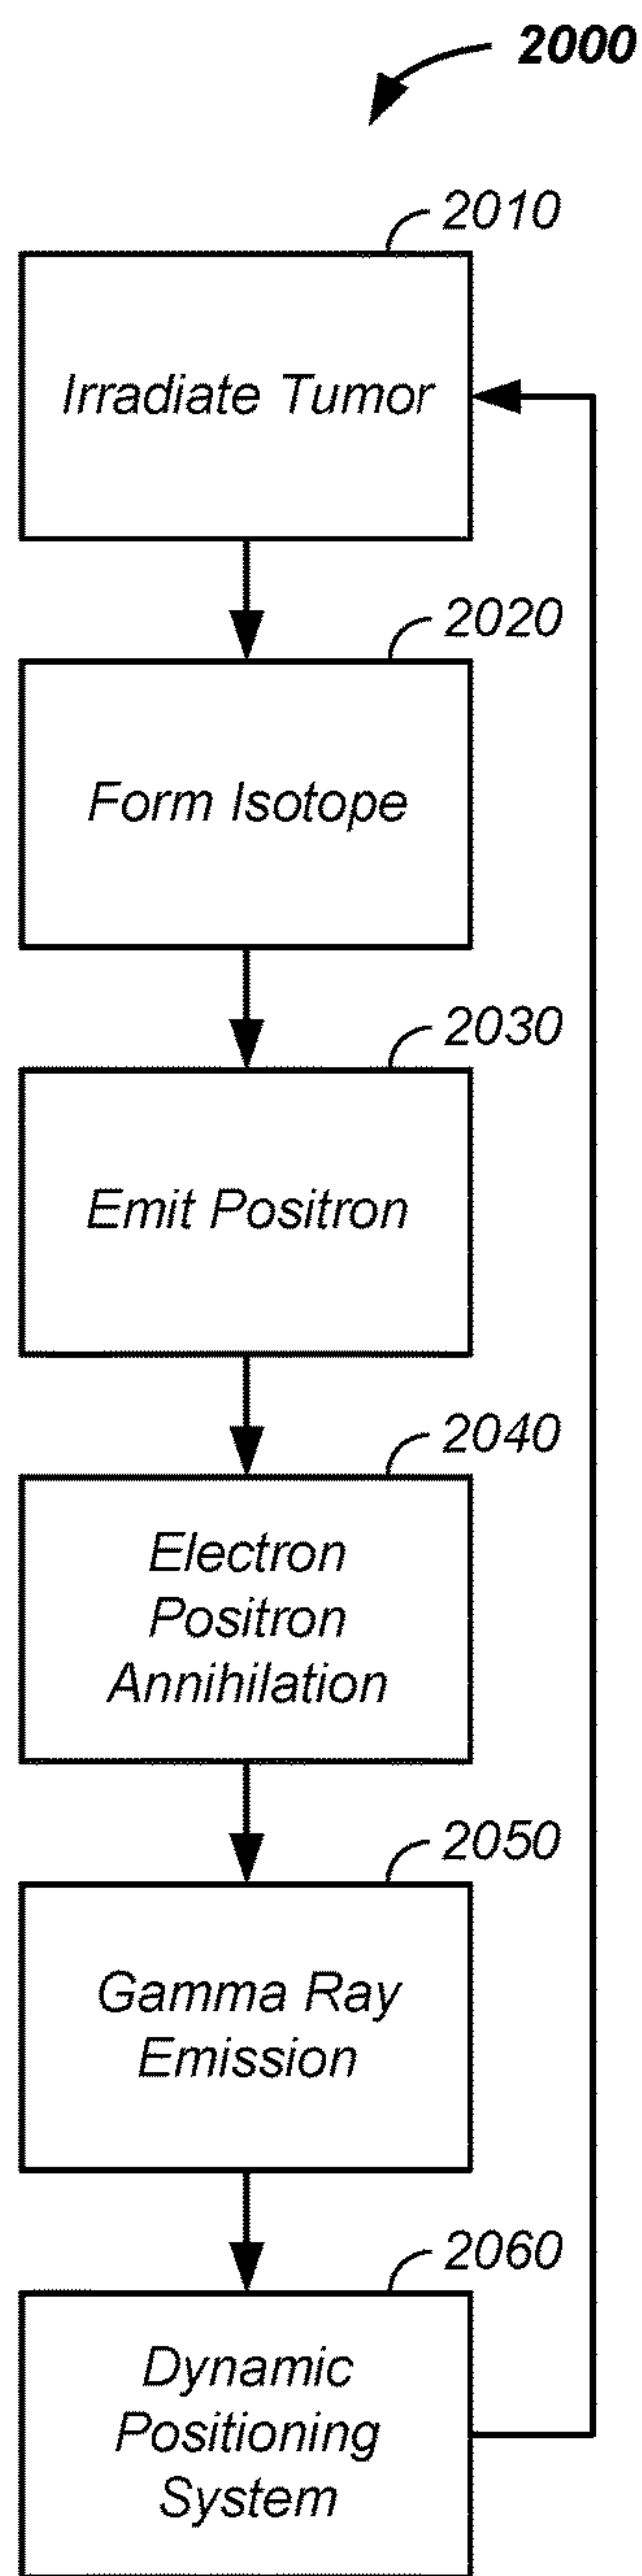 2000
2010
Irradiate Tumor
2020
Form Isotope
2030
Emit Positron
2040
Electron
Positron
Annihilation
2050
Gamma Ray
Emission
2060
Dynamic
Positioning
System